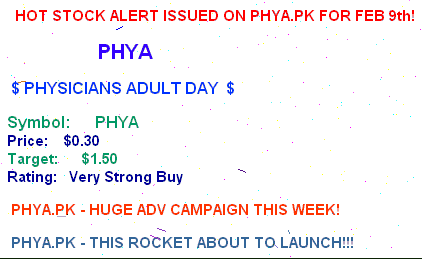 HOT STOCK ALERT ISSUED ON PHYA.PK FOR FEB 9th!
PHYA
$ PHYSICIANS ADULT DAY $
Symbol: PHYA
Price: $0.30
Target: $1.50
Rating: Very Strong Buy
PHYA.PK - HUGE ADV CAMPAIGN THIS WEEK!
PHYA.PK - THIS ROCKET ABOUT TO LAUNCH!!!